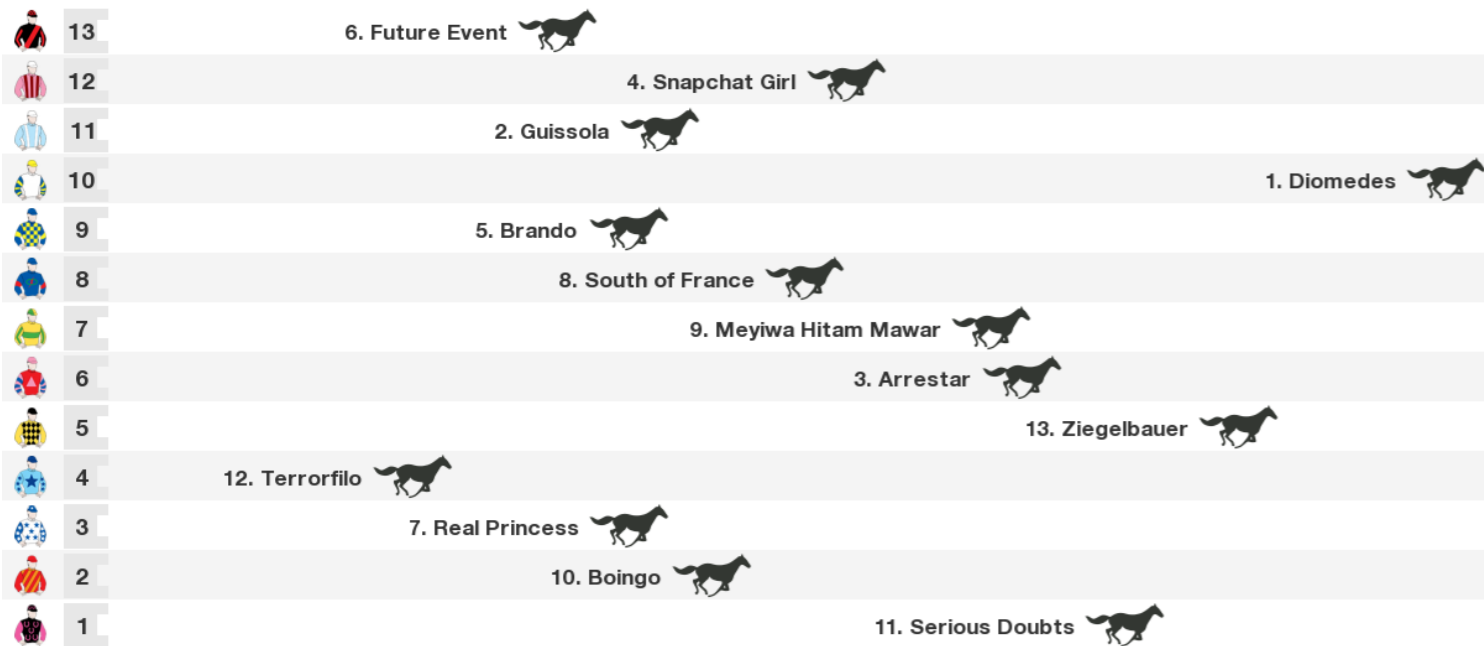 13 6. Future Event
12 4. Snapchat Girl
11 2. Guissola
10 1. Diomedes
9 5. Brando
8 8. South of France
7 9. Meyiwa Hitam Mawar
6 3. Arrestar
5 13. Ziegelbauer
4 12. Terrorfilo
3 7. Real Princess
2 10. Boingo
1 11. Serious Doubts